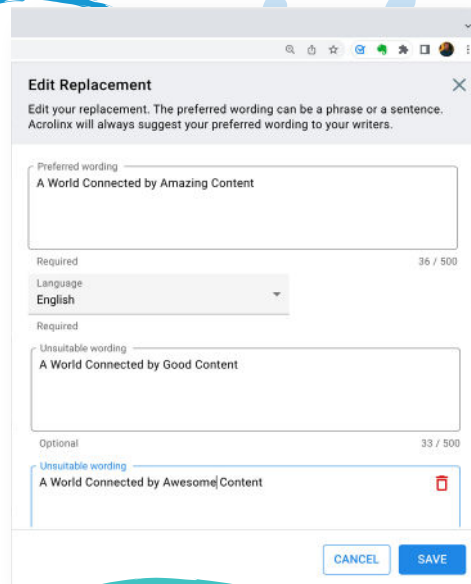 Edit Replacement
Edit your replacement. The preferred wording can be a phrase or a sentence.
Acrolinx will always suggest your preferred wording to your writers.
Preferred wording
A World Connected by Amazing Content
Required 36 / 500
Language
English
Required
Unsuitable wording
A World Connected by Good Content
Optional 33 / 500
Unsuitable wording
A World Connected by Awesome Content
CANCEL SAVE